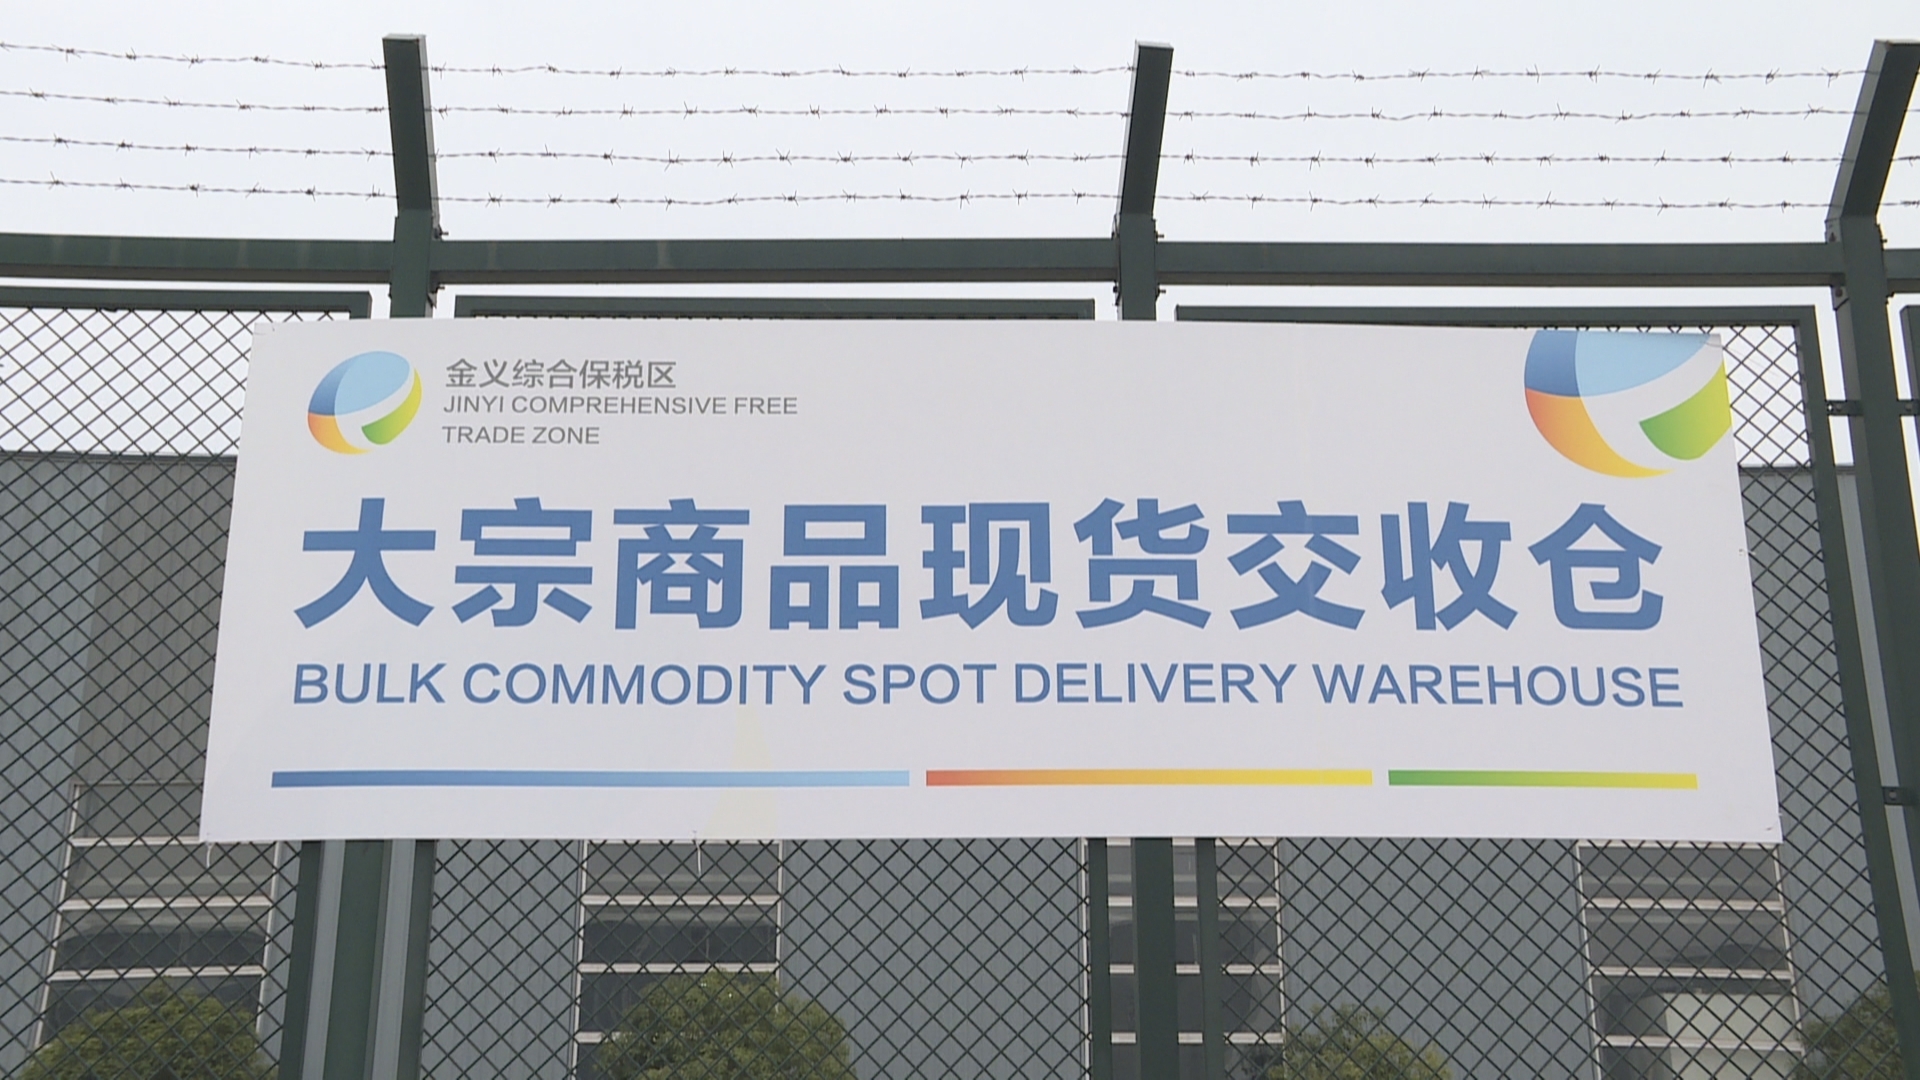 金义综合保税区
JINYI COMPREHENSIVE FREE
TRADE ZONE
大宗商品现货交收仓
BULK COMMODITY SPOT DELIVERY WAREHOUSE